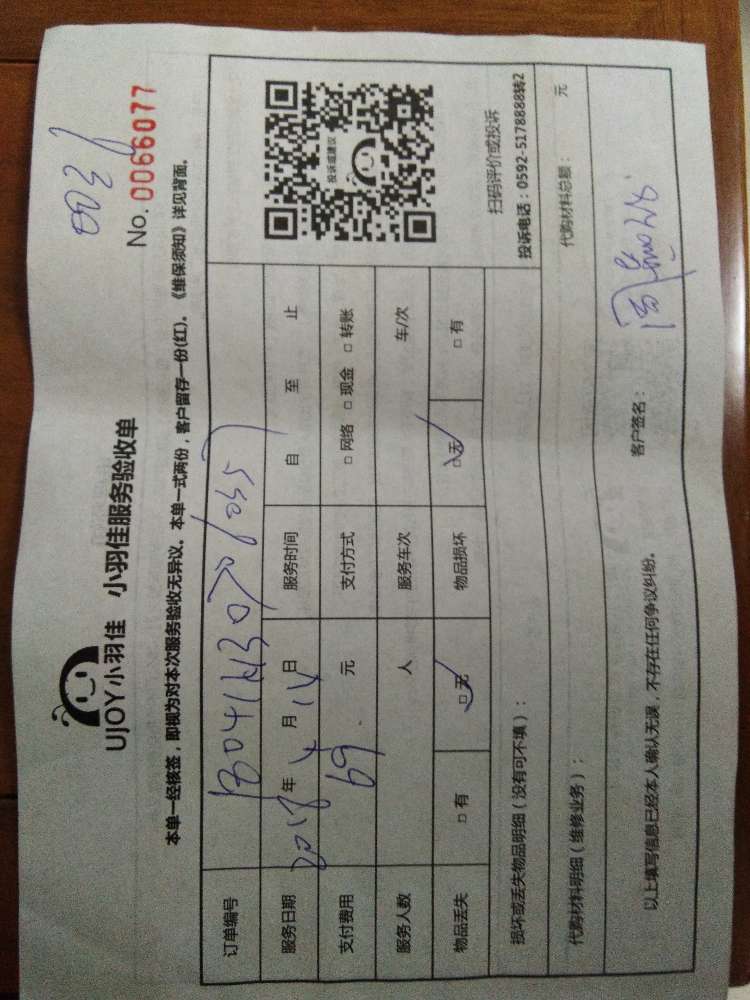 003
No. 0066077
UJOY小羽佳 小羽佳服务验收单
本单一经核签，即视为对本次服务验收无异议。本单一式两份，客户留存一份(红)。《维保须知》详见背面。
订单编号
服务日期 2018年 月 日 服务时间 自 至 止
支付费用 69 元 支付方式 □ 网络 □ 现金 □ 转账
服务人数 人 服务车次 车/次
物品丢失 □ 有 □ 无 物品损坏 □ 无 □ 有
投诉或建议
扫码评价或投诉
投诉电话：0592-5178888转2
损坏或丢失物品明细（没有可不填）：
代购材料明细（维修业务）： 代购材料总额： 元
以上填写信息已经本人确认无误，不存在任何争议纠纷。 客户签名：